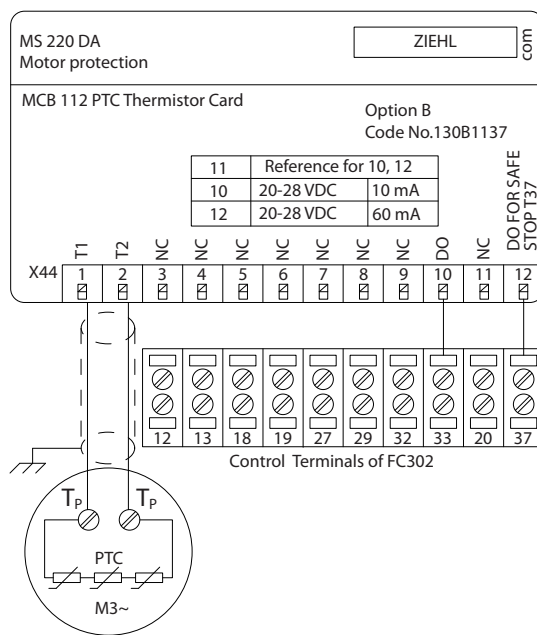 MS 220 DA
Motor protection
ZIEHL
com
MCB 112 PTC Thermistor Card
Option B
Code No.130B1137
11 Reference for 10, 12
10 20-28 VDC 10 mA
12 20-28 VDC 60 mA
T1 T2 NC NC NC NC NC NC NC DO NC DO FOR SAFE STOP T37
X44 1 2 3 4 5 6 7 8 9 10 11 12
12 13 18 19 27 29 32 33 20 37
Control Terminals of FC302
TP TP
PTC
M3~